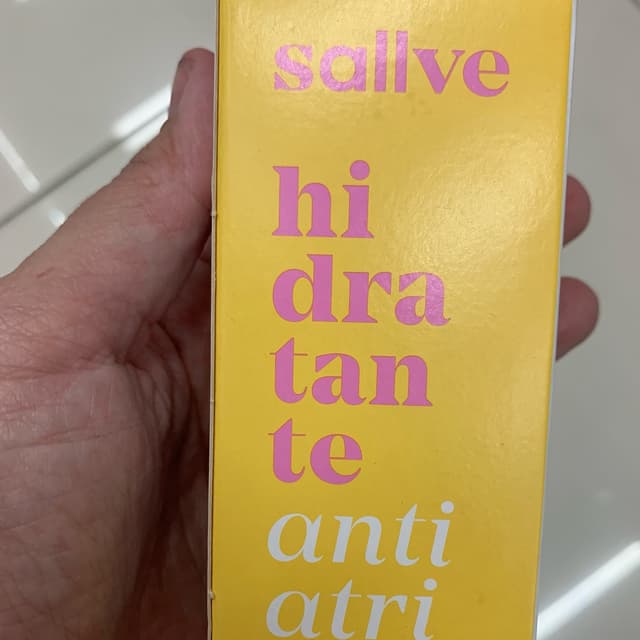 sallve
hi
dra
tan
te
anti
atri